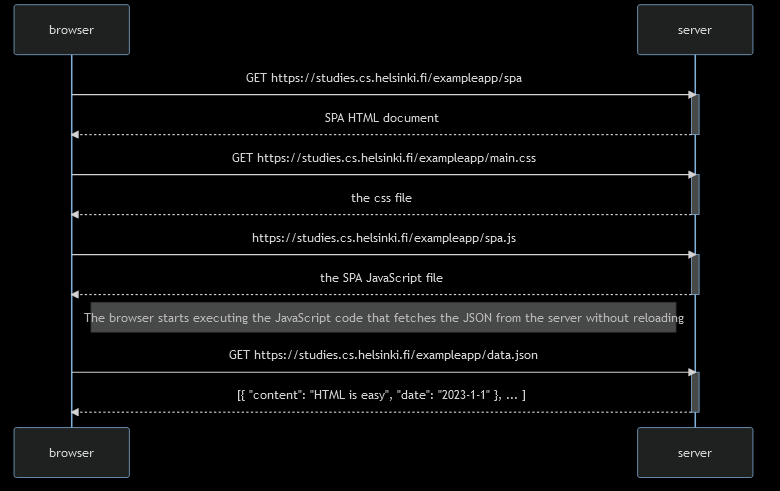 browser server
GET https://studies.cs.helsinki.fi/exampleapp/spa
SPA HTML document
GET https://studies.cs.helsinki.fi/exampleapp/main.css
the css file
https://studies.cs.helsinki.fi/exampleapp/spa.js
the SPA JavaScript file
The browser starts executing the JavaScript code that fetches the JSON from the server without reloading
GET https://studies.cs.helsinki.fi/exampleapp/data.json
[{ "content": "HTML is easy", "date": "2023-1-1" }, ... ]
browser server